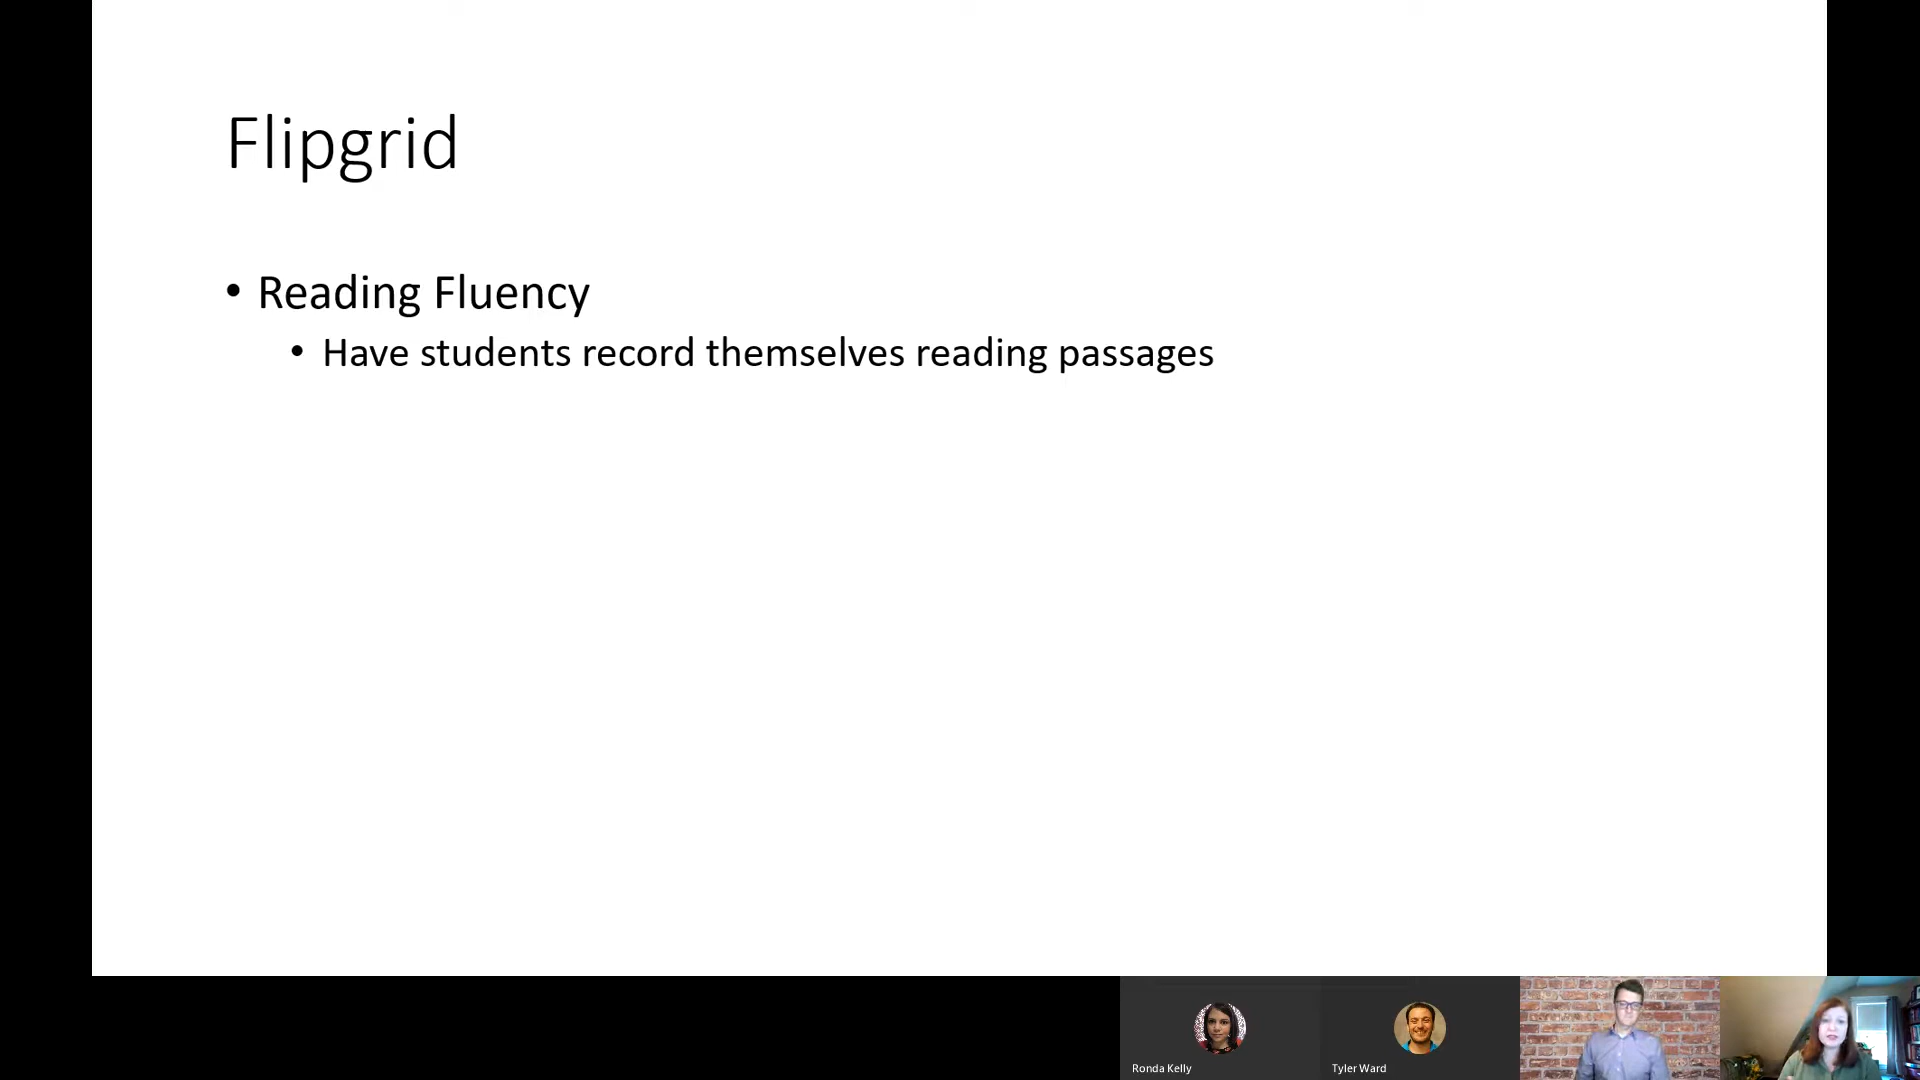 Flipgrid
• Reading Fluency
• Have students record themselves reading passages
Ronda Kelly
Tyler Ward